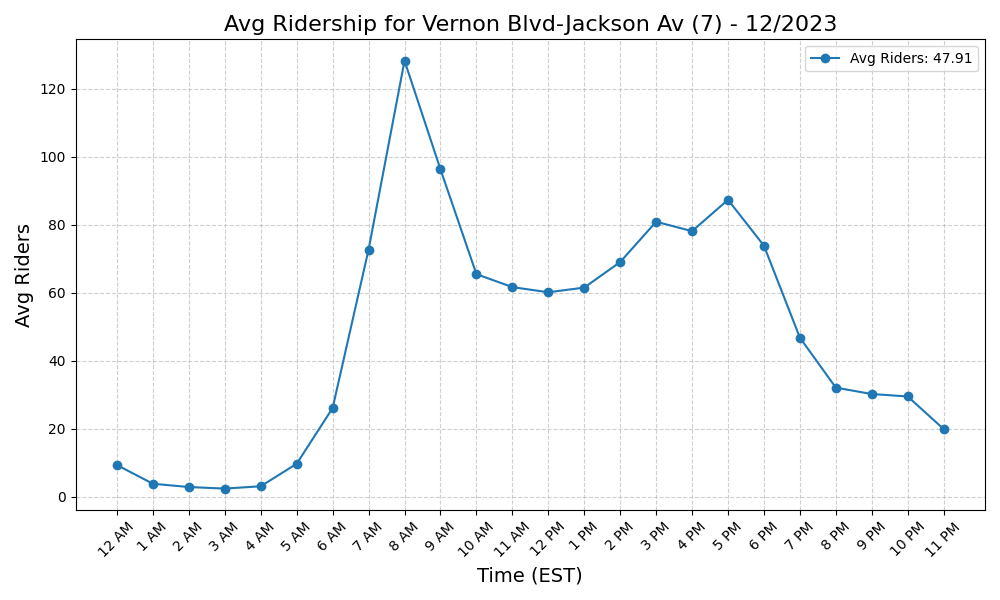 Avg Ridership for Vernon Blvd-Jackson Av (7) - 12/2023
Avg Riders: 47.91
Avg Riders
120
100
80
60
40
20
0
12 AM
1 AM
2 AM
3 AM
4 AM
5 AM
6 AM
7 AM
8 AM
9 AM
10 AM
11 AM
12 PM
1 PM
2 PM
3 PM
4 PM
5 PM
6 PM
7 PM
8 PM
9 PM
10 PM
11 PM
Time (EST)